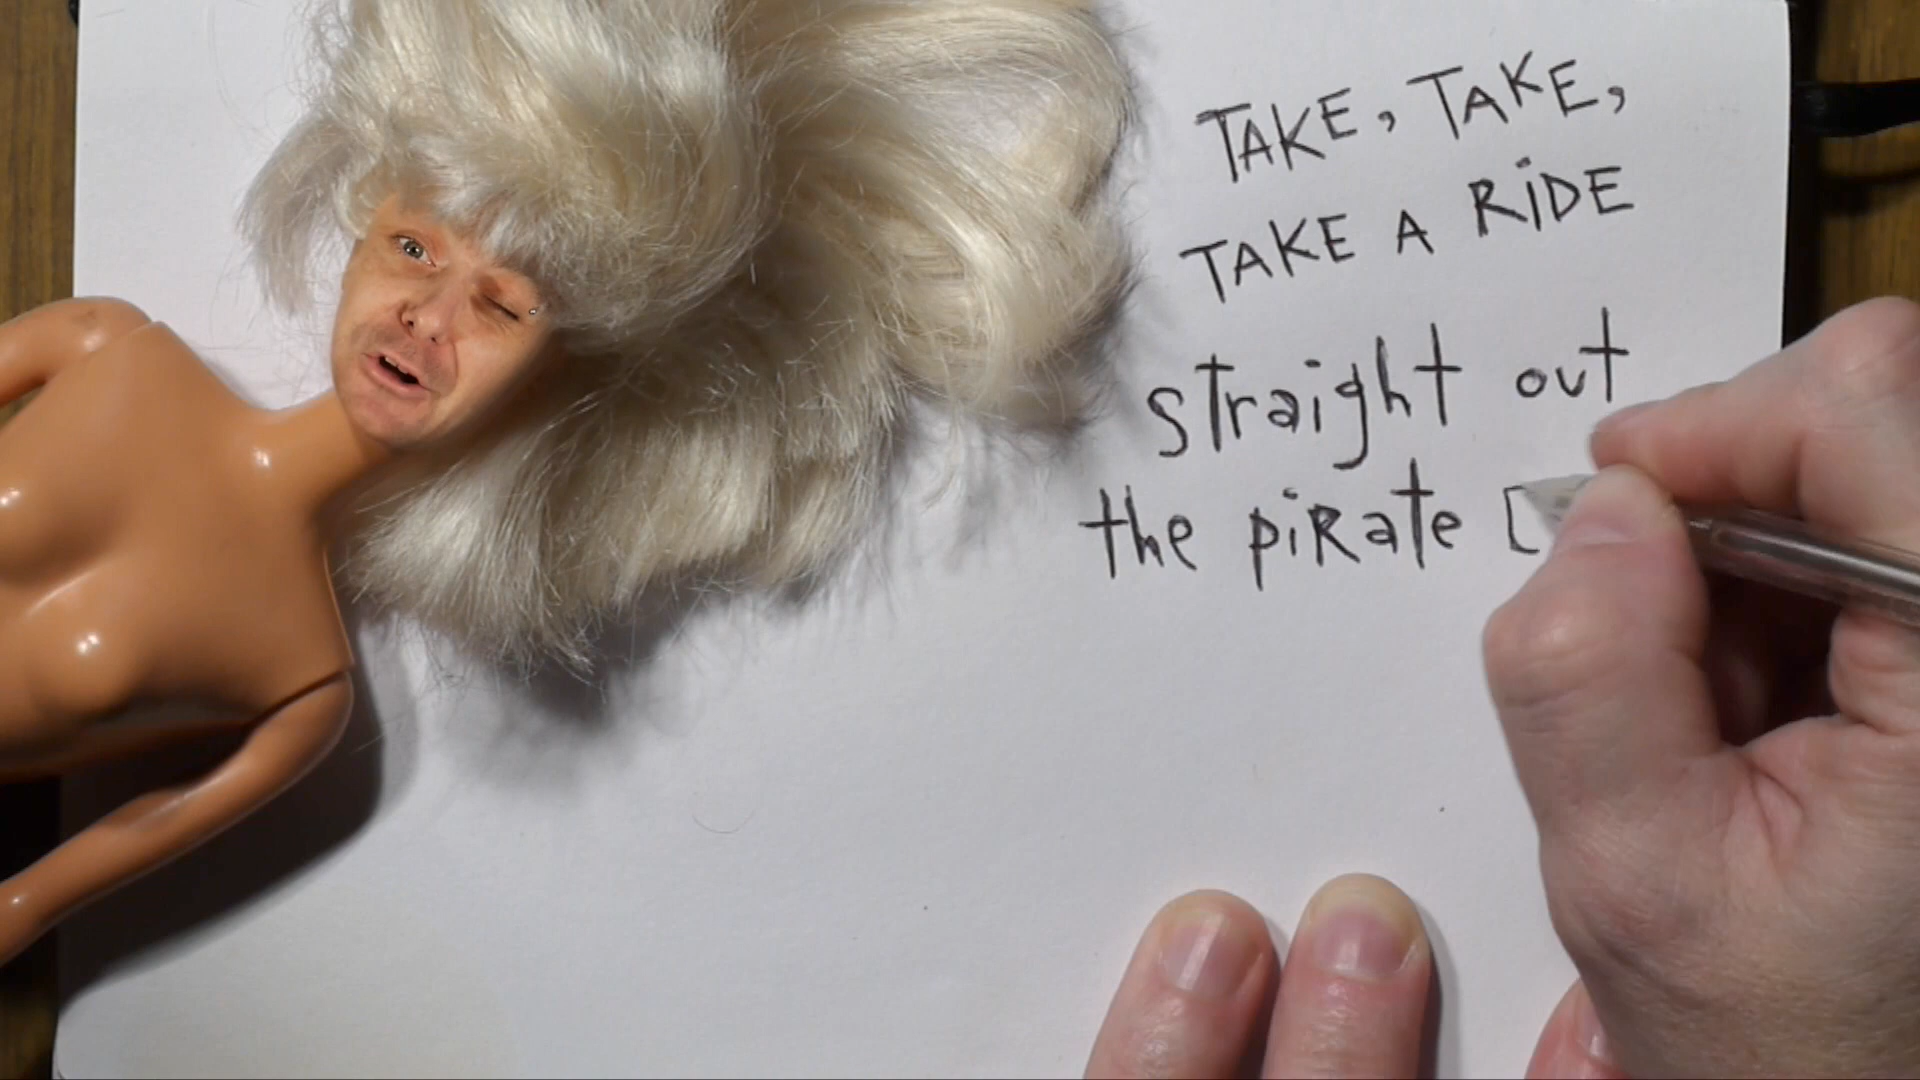 TAKE, TAKE,
TAKE A RiDE
straight out
the piRate